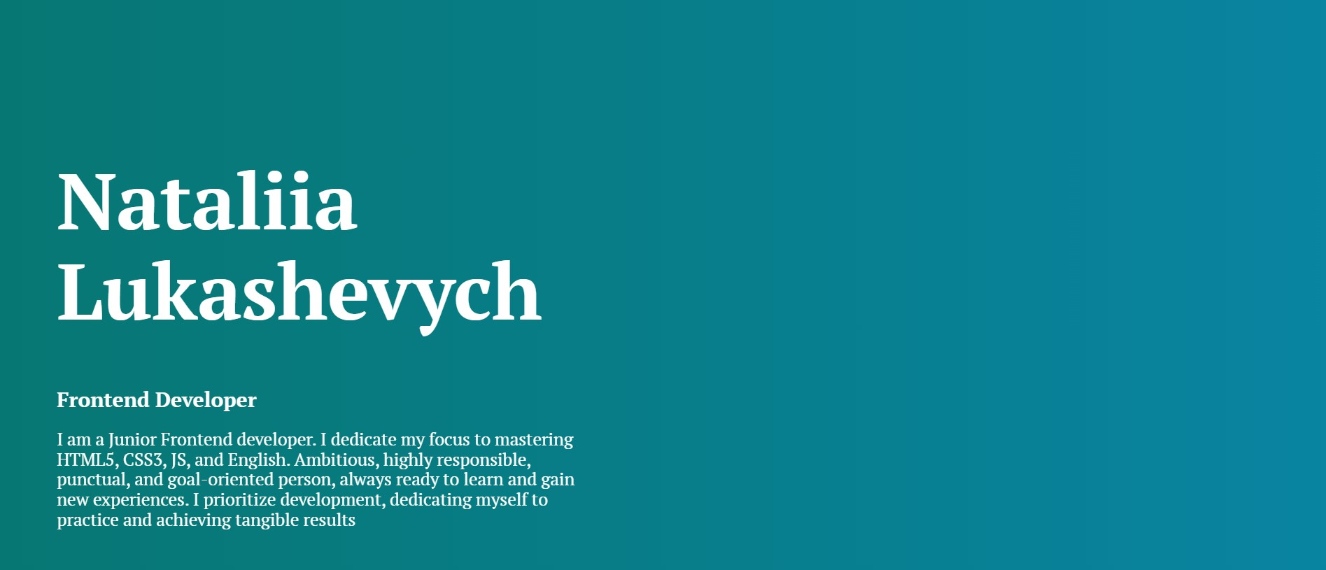 Nataliia
Lukashevych
Frontend Developer
I am a Junior Frontend developer. I dedicate my focus to mastering
HTML5, CSS3, JS, and English. Ambitious, highly responsible,
punctual, and goal-oriented person, always ready to learn and gain
new experiences. I prioritize development, dedicating myself to
practice and achieving tangible results